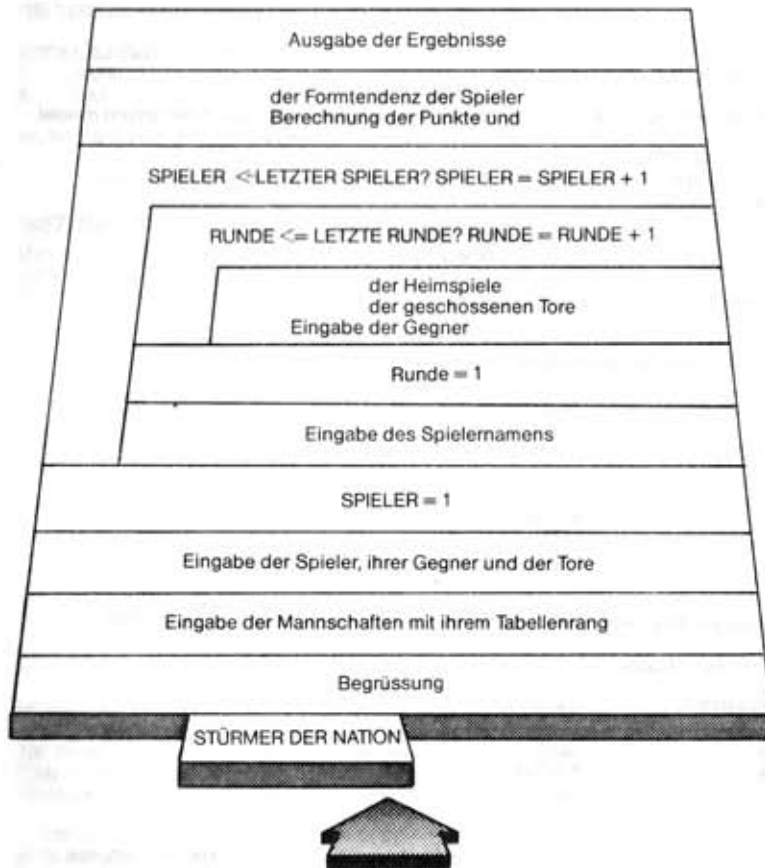 Ausgabe der Ergebnisse
der Formtendenz der Spieler
Berechnung der Punkte und
SPIELER <-LETZTER SPIELER? SPIELER = SPIELER + 1
RUNDE <= LETZTE RUNDE? RUNDE = RUNDE + 1
der Heimspiele
der geschossenen Tore
Eingabe der Gegner
Runde = 1
Eingabe des Spielernamens
SPIELER = 1
Eingabe der Spieler, ihrer Gegner und der Tore
Eingabe der Mannschaften mit ihrem Tabellenrang
Begrüssung
STÜRMER DER NATION